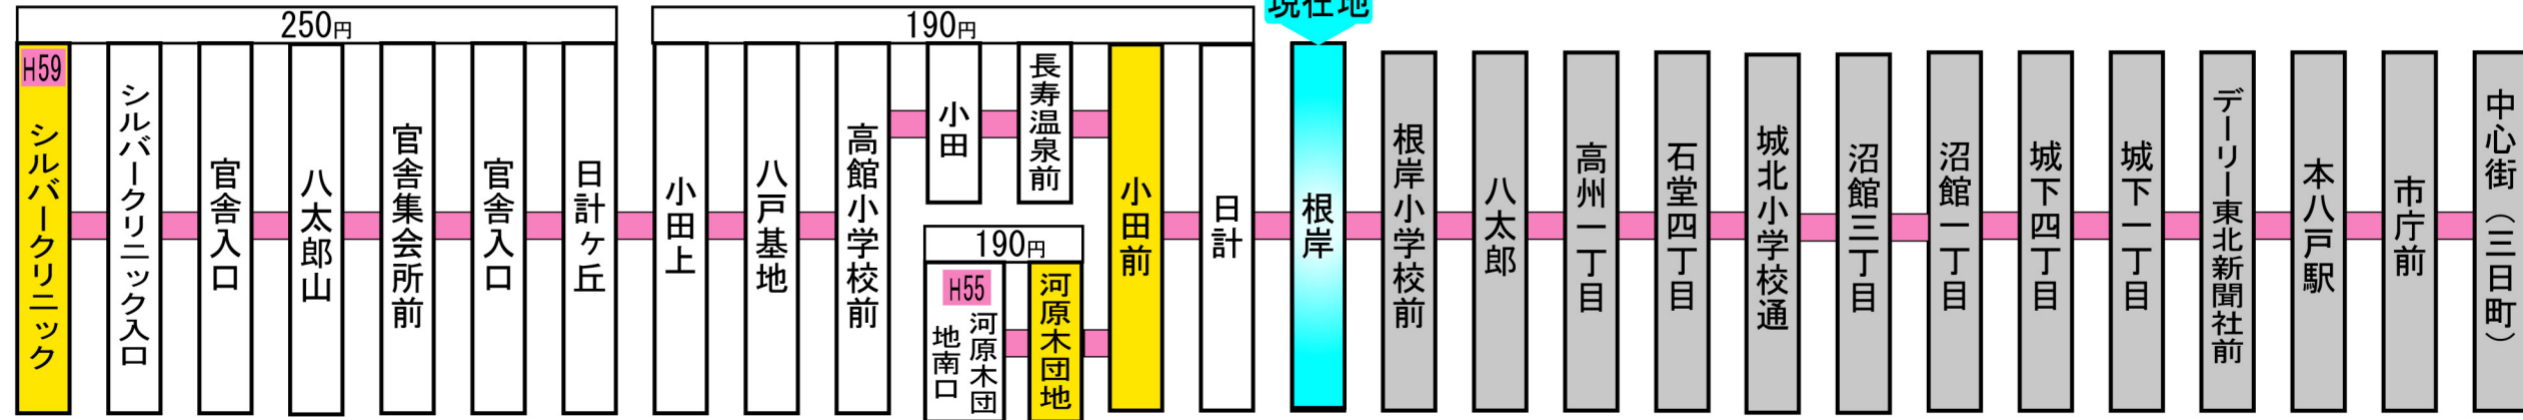 250円
190円
現在地
H59
シルバークリニック
シルバークリニック入口
官舎入口
八太郎山
官舎集会所前
官舎入口
日計ヶ丘
小田上
八戸基地
高館小学校前
小田
長寿温泉前
190円
H55
河原木団
地南口
河原木団地
小田前
日計
根岸
根岸小学校前
八太郎
高州一丁目
石堂四丁目
城北小学校通
沼館三丁目
沼館一丁目
城下四丁目
城下一丁目
デーリー東北新聞社前
本八戸駅
市庁前
中心街（三日町）